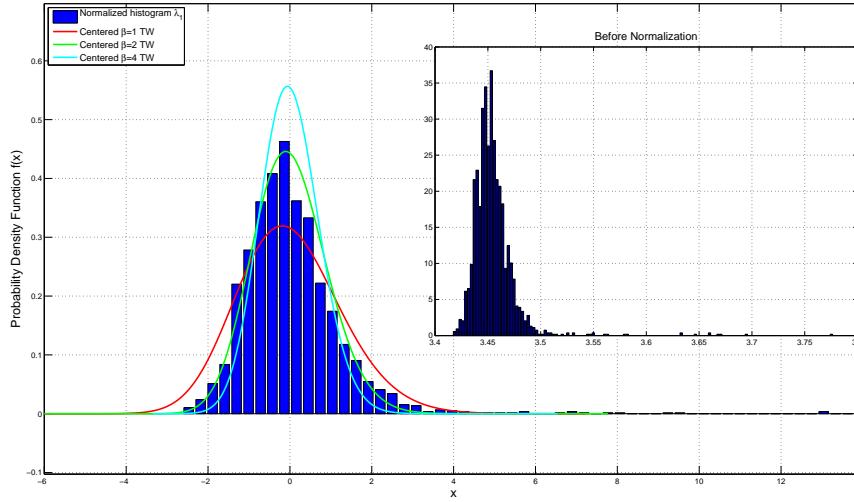 Normalized histogram λ₁
Centered β=1 TW
Centered β=2 TW
Centered β=4 TW
Before Normalization
40
35
30
25
20
15
10
5
0
3.4 3.45 3.5 3.55 3.6 3.65 3.7 3.75
0.6
0.5
0.4
0.3
0.2
0.1
0
−0.1
Probability Density Function f(x)
−6 −4 −2 0 2 4 6 8 10 12
x